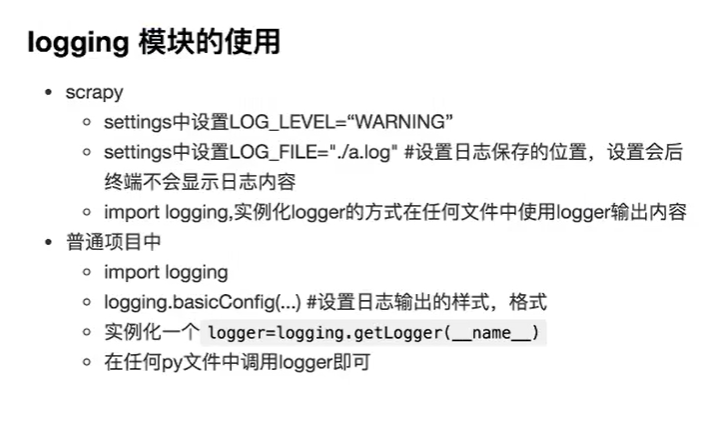 logging 模块的使用
scrapy
settings中设置LOG_LEVEL=“WARNING”
settings中设置LOG_FILE="./a.log" #设置日志保存的位置，设置会后
终端不会显示日志内容
import logging,实例化logger的方式在任何文件中使用logger输出内容
普通项目中
import logging
logging.basicConfig(...) #设置日志输出的样式，格式
实例化一个 logger=logging.getLogger(__name__)
在任何py文件中调用logger即可